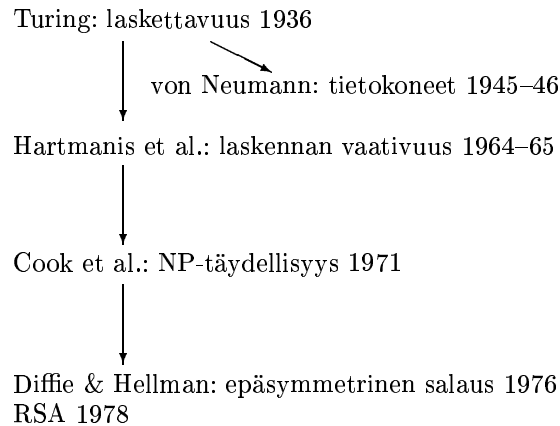 Turing: laskettavuus 1936
von Neumann: tietokoneet 1945–46
Hartmanis et al.: laskennan vaativuus 1964–65
Cook et al.: NP-täydellisyys 1971
Diffie & Hellman: epäsymmetrinen salaus 1976
RSA 1978